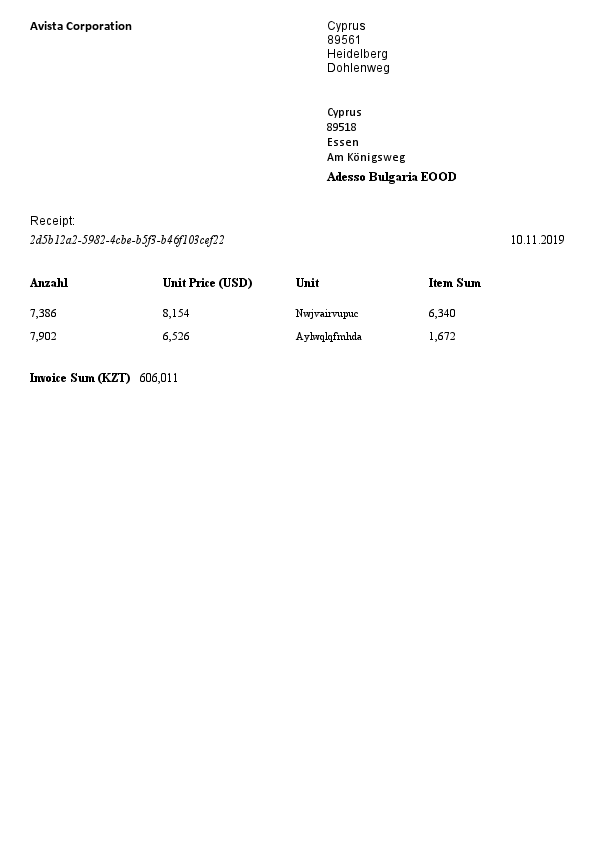 Avista Corporation
Cyprus
89561
Heidelberg
Dohlenweg
Cyprus
89518
Essen
Am Königsweg
Adesso Bulgaria EOOD
Receipt:
2d5b12a2-5982-4cbe-b5f3-b46f103cef22 10.11.2019
Anzahl Unit Price (USD) Unit Item Sum
7,386 8,154 Nwjvairvupuc 6,340
7,902 6,526 Aylwqlqfmhda 1,672
Invoice Sum (KZT) 606,011